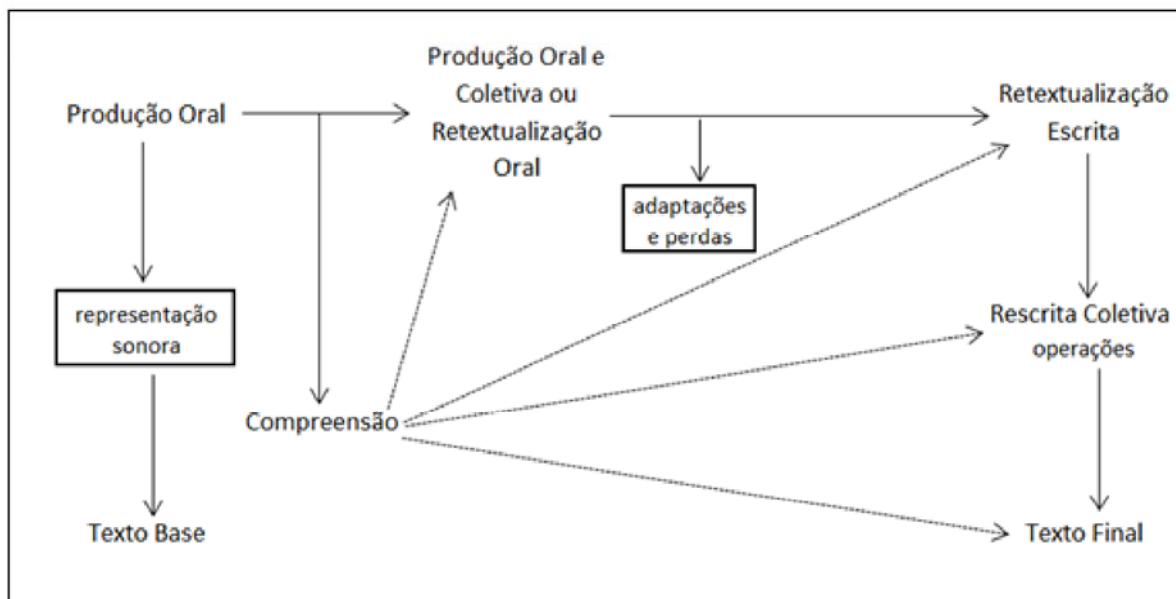 Produção Oral
Produção Oral e
Coletiva ou
Retextualização
Oral
Retextualização
Escrita
adaptações
e perdas
representação
sonora
Rescrita Coletiva
operações
Compreensão
Texto Base
Texto Final